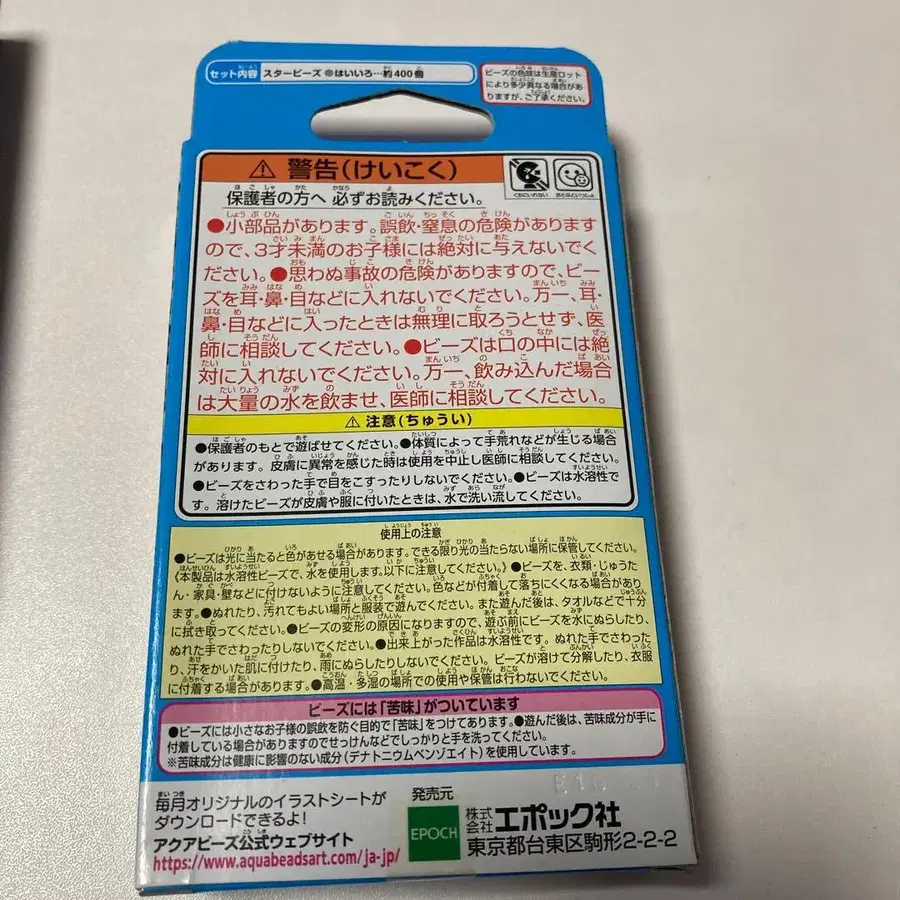 セット内容 スタービーズ ✽はいいろ…約400個
ビーズの色味は生産ロット
により多少異なる場合があ
りますが、ご了承ください。
⚠ 警告(けいこく)
保護者の方へ 必ずお読みください。
くちにいれない おとなといっしょ
●小部品があります。誤飲・窒息の危険があります
ので、3才未満のお子様には絶対に与えないでく
ださい。●思わぬ事故の危険がありますので、ビー
ズを耳・鼻・目などに入れないでください。万一、耳・
鼻・目などに入ったときは無理に取ろうとせず、医
師に相談してください。●ビーズは口の中には絶
対に入れないでください。万一、飲み込んだ場合
は大量の水を飲ませ、医師に相談してください。
⚠ 注意(ちゅうい)
●保護者のもとで遊ばせてください。●体質によって手荒れなどが生じる場合
があります。皮膚に異常を感じた時は使用を中止し医師に相談してください。
●ビーズをさわった手で目をこすったりしないでください。●ビーズは水溶性で
す。溶けたビーズが皮膚や服に付いたときは、水で洗い流してください。
使用上の注意
●ビーズは光に当たると色があせる場合があります。できる限り光の当たらない場所に保管してください。
《本製品は水溶性ビーズで、水を使用します。以下に注意してください。》●ビーズを、衣類・じゅうた
ん・家具・壁などに付けないように注意してください。色などが付着して落ちにくくなる場合があり
ます。●ぬれたり、汚れてもよい場所と服装で遊んでください。また遊んだ後は、タオルなどで十分
に拭き取ってください。●ビーズの変形の原因になりますので、遊ぶ前にビーズを水にぬらしたり、
ぬれた手でさわったりしないでください。●出来上がった作品は水溶性です。ぬれた手でさわった
り、汗をかいた肌に付けたり、雨にぬらしたりしないでください。ビーズが溶けて分解したり、衣服
に付着する場合があります。●高温・多湿の場所での使用や保管は行わないでください。
ビーズには「苦味」がついています
●ビーズには小さなお子様の誤飲を防ぐ目的で「苦味」をつけてあります。●遊んだ後は、苦味成分が手に
付着している場合がありますのでせっけんなどでしっかりと手を洗ってください。
※苦味成分は健康に影響のない成分(デナトニウムベンゾエイト)を使用しています。
毎月オリジナルのイラストシートが
ダウンロードできるよ!
アクアビーズ公式ウェブサイト
https://www.aquabeadsart.com/ja-jp/
発売元
EPOCH
株式会社 エポック社
東京都台東区駒形2-2-2